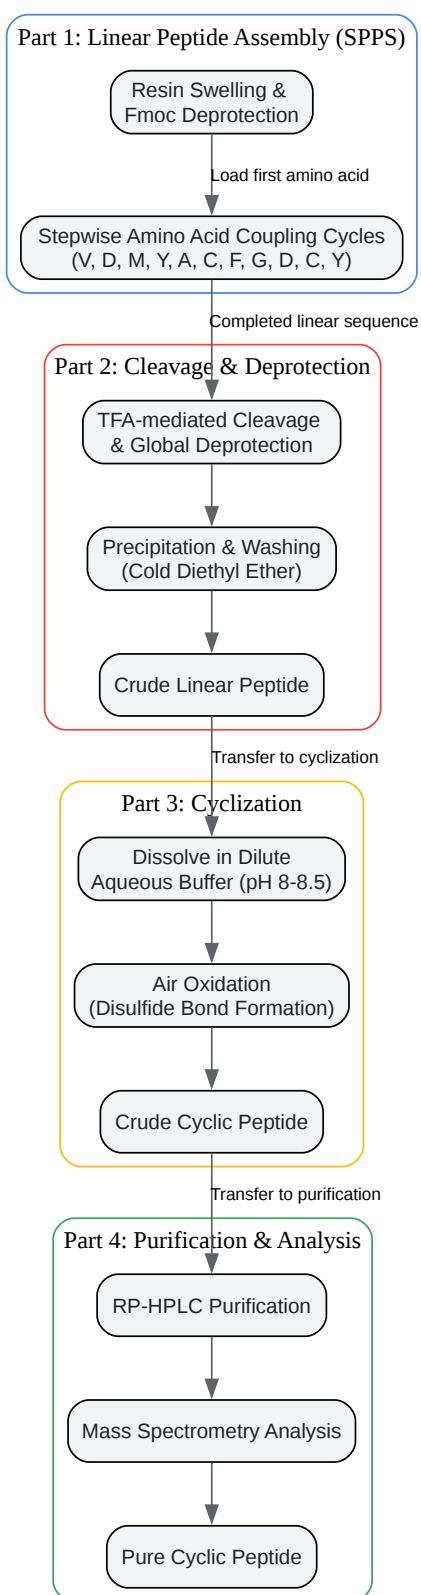 Part 1: Linear Peptide Assembly (SPPS)
Resin Swelling &
Fmoc Deprotection
Load first amino acid
Stepwise Amino Acid Coupling Cycles
(V, D, M, Y, A, C, F, G, D, C, Y)
Completed linear sequence
Part 2: Cleavage & Deprotection
TFA-mediated Cleavage
& Global Deprotection
Precipitation & Washing
(Cold Diethyl Ether)
Crude Linear Peptide
Transfer to cyclization
Part 3: Cyclization
Dissolve in Dilute
Aqueous Buffer (pH 8-8.5)
Air Oxidation
(Disulfide Bond Formation)
Crude Cyclic Peptide
Transfer to purification
Part 4: Purification & Analysis
RP-HPLC Purification
Mass Spectrometry Analysis
Pure Cyclic Peptide